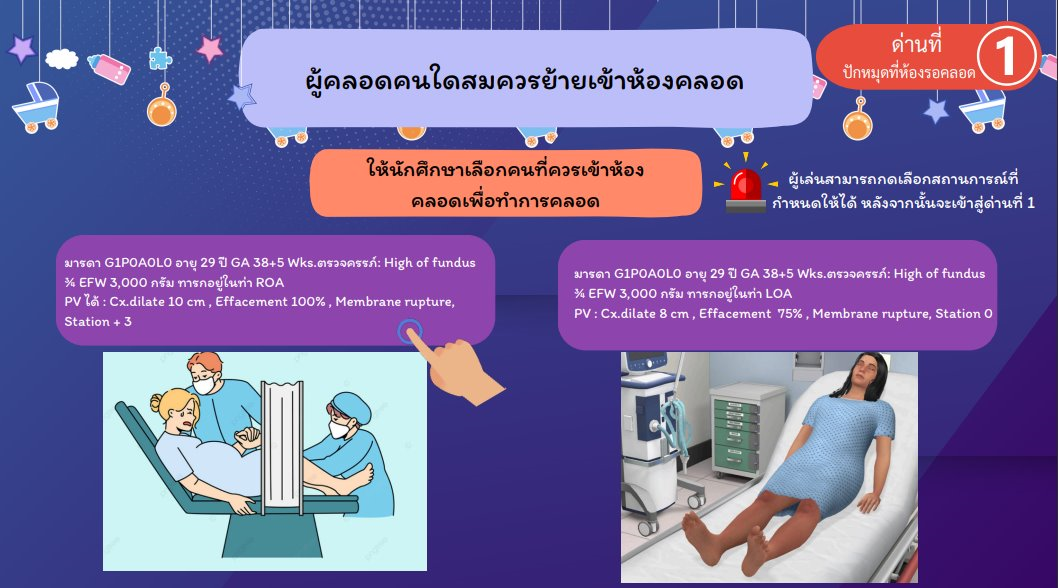 ด่านที่
ปักหมุดที่ห้องรอคลอด
1
ผู้คลอดคนใดสมควรย้ายเข้าห้องคลอด
ให้นักศึกษาเลือกคนที่ควรเข้าห้อง
คลอดเพื่อทำการคลอด
ผู้เล่นสามารถกดเลือกสถานการณ์ที่
กำหนดให้ได้ หลังจากนั้นจะเข้าสู่ด่านที่ 1
มารดา G1P0A0L0 อายุ 29 ปี GA 38+5 Wks.ตรวจครรภ์: High of fundus
¾ EFW 3,000 กรัม ทารกอยู่ในท่า ROA
PV ได้ : Cx.dilate 10 cm , Effacement 100% , Membrane rupture,
Station + 3
มารดา G1P0A0L0 อายุ 29 ปี GA 38+5 Wks.ตรวจครรภ์: High of fundus
¾ EFW 3,000 กรัม ทารกอยู่ในท่า LOA
PV : Cx.dilate 8 cm , Effacement 75% , Membrane rupture, Station 0